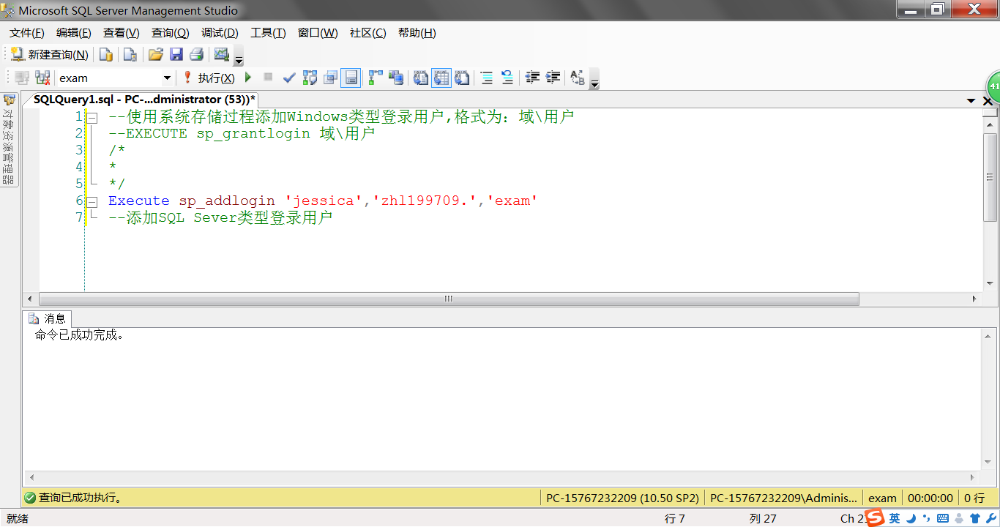 Microsoft SQL Server Management Studio
文件(F) 编辑(E) 查看(V) 查询(Q) 调试(D) 工具(T) 窗口(W) 社区(C) 帮助(H)
新建查询(N)
exam 执行(X)
41
SQLQuery1.sql - PC-...dministrator (53))*
对象资源管理器
1 --使用系统存储过程添加Windows类型登录用户,格式为: 域\用户
2 --EXECUTE sp_grantlogin 域\用户
3 /*
4 *
5 */
6 Execute sp_addlogin 'jessica','zhl199709.','exam'
7 --添加SQL Sever类型登录用户
消息
命令已成功完成。
查询已成功执行。 PC-15767232209 (10.50 SP2) PC-15767232209\Adminis... exam 00:00:00 0 行
就绪 行 7 列 27 Ch 英